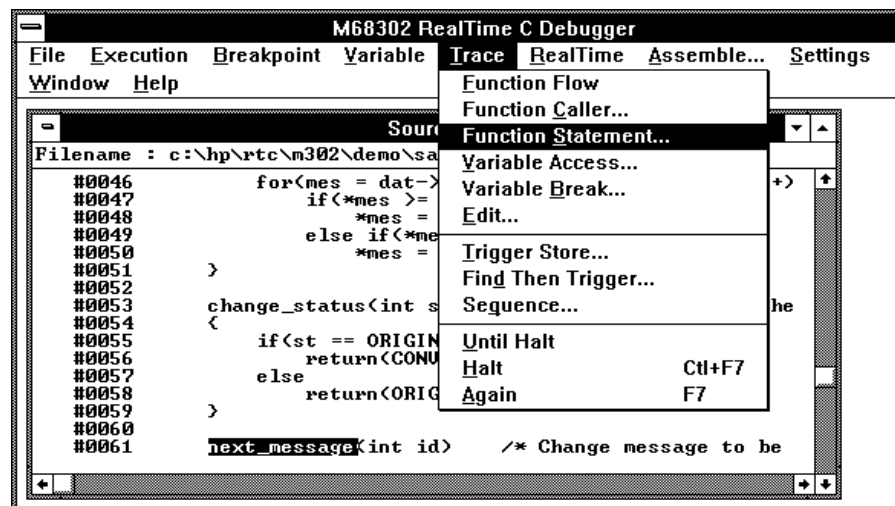 M68302 RealTime C Debugger
File Execution Breakpoint Variable Trace RealTime Assemble... Settings
Window Help
Function Flow
Function Caller...
Function Statement...
Variable Access...
Variable Break...
Edit...
Trigger Store...
Find Then Trigger...
Sequence...
Until Halt
Halt Ctl+F7
Again F7
Sour
Filename : c:\hp\rtc\m302\demo\sa
#0046 for(mes = dat-> +)
#0047 if(*mes >=
#0048 *mes =
#0049 else if(*me
#0050 *mes =
#0051 }
#0052
#0053 change_status(int s he
#0054 {
#0055 if(st == ORIGIN
#0056 return(CONV
#0057 else
#0058 return(ORIG
#0059 }
#0060
#0061 next_message(int id) /* Change message to be